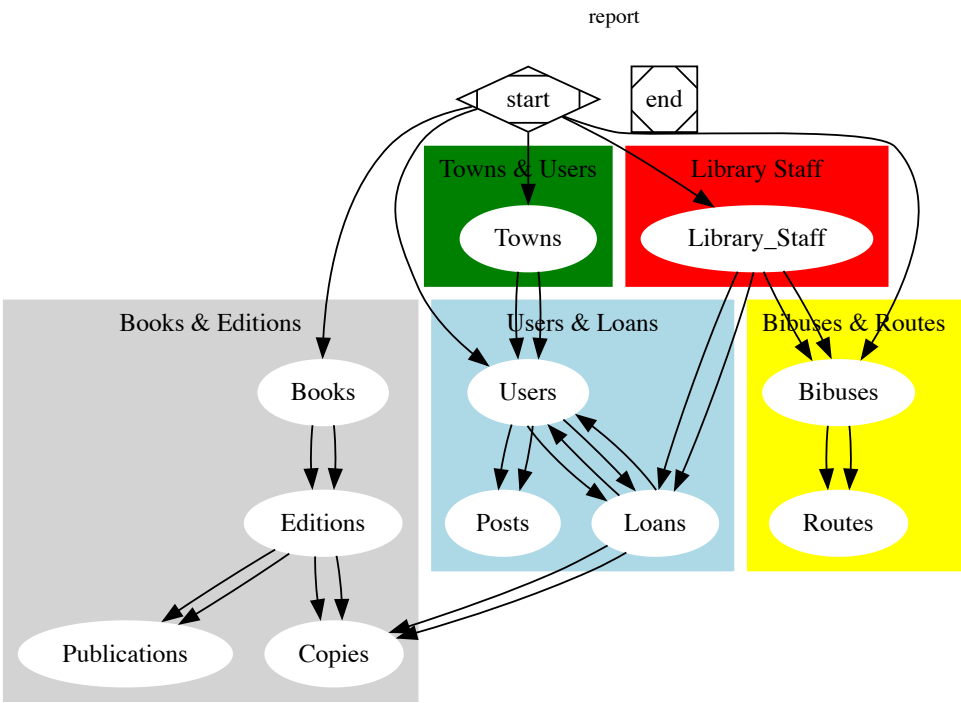 report
start
end
Towns & Users
Library Staff
Towns
Library_Staff
Books & Editions
Users & Loans
Bibuses & Routes
Books
Users
Bibuses
Editions
Posts
Loans
Routes
Publications
Copies